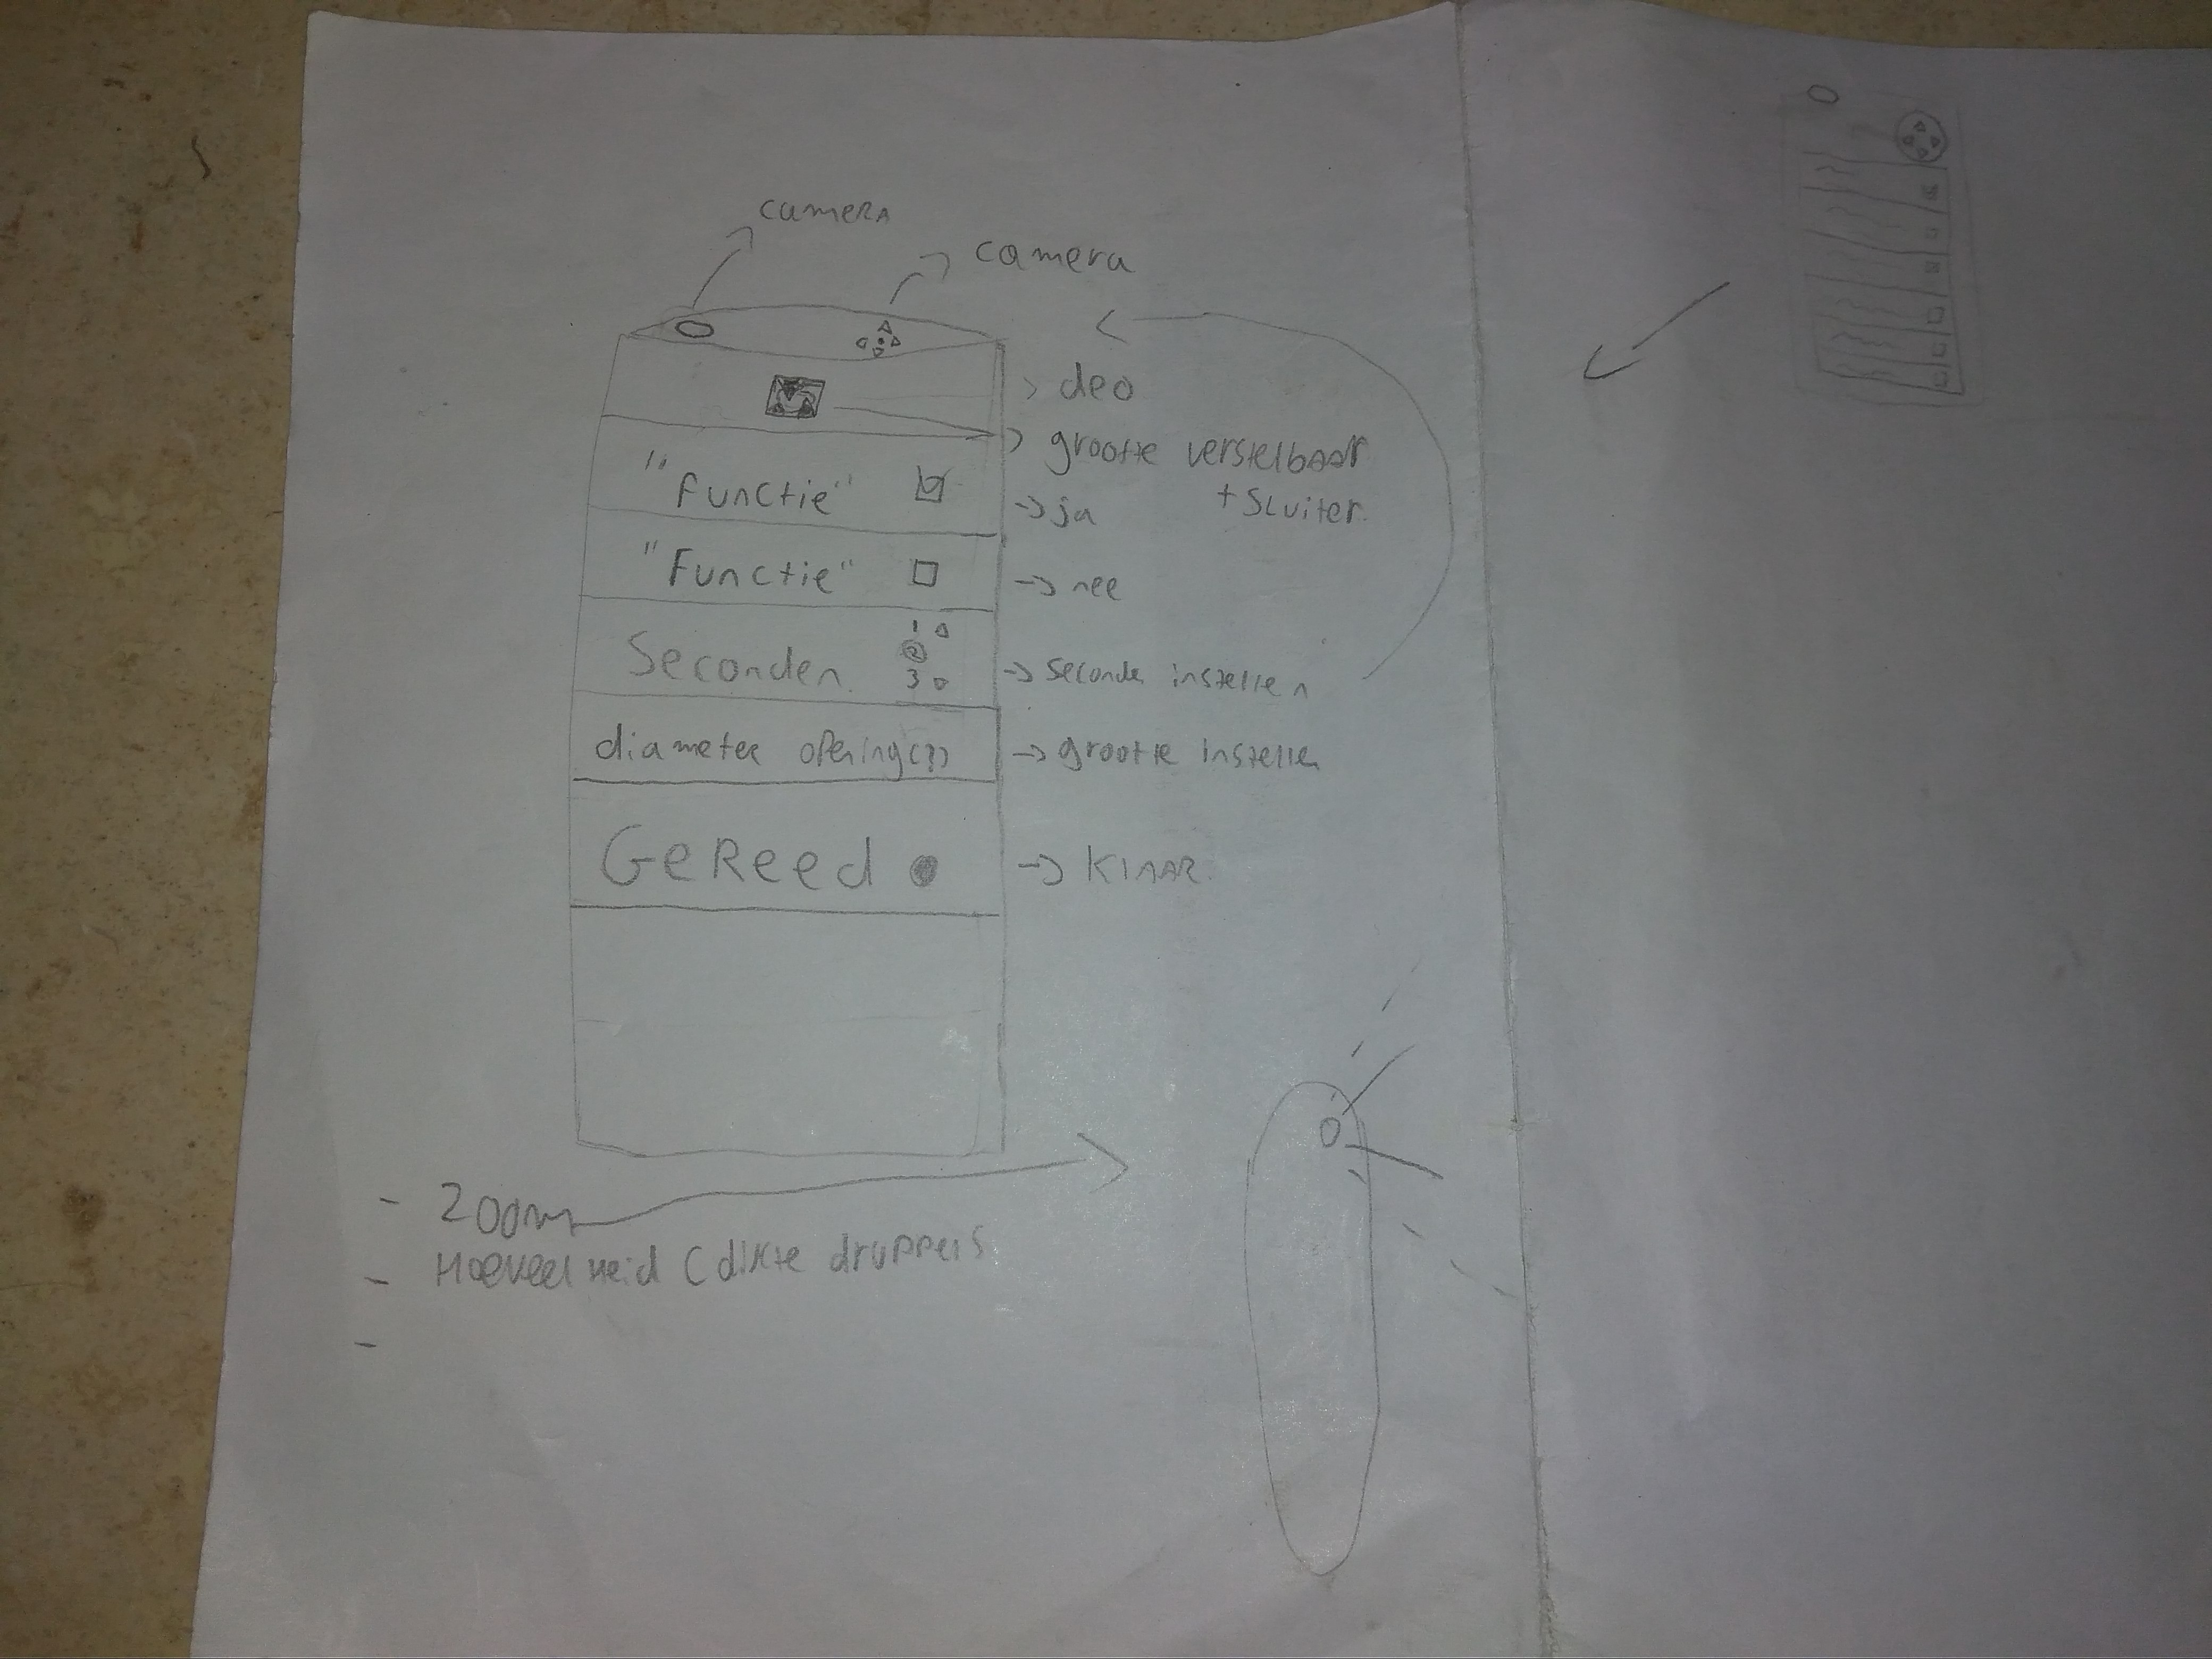 camera
camera
> deo
-> grootte verstelbaar
+ sluiter.
"functie" -> ja
"Functie" -> nee
1
2
3
Seconden. -> Seconde instellen
diameter opening(?) -> grootte instellen
Gereed -> Klaar.
- Zoom
- Hoeveelheid (dikte druppels
-